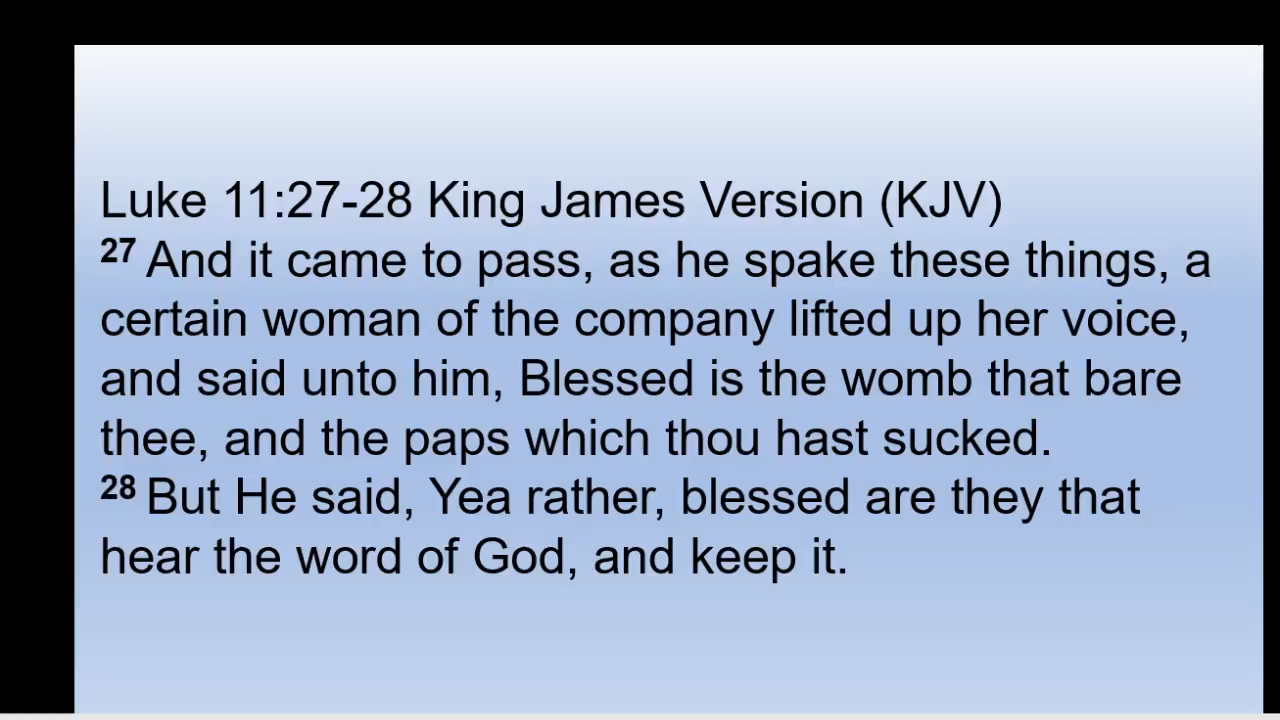 Luke 11:27-28 King James Version (KJV)
27 And it came to pass, as he spake these things, a
certain woman of the company lifted up her voice,
and said unto him, Blessed is the womb that bare
thee, and the paps which thou hast sucked.
28 But He said, Yea rather, blessed are they that
hear the word of God, and keep it.